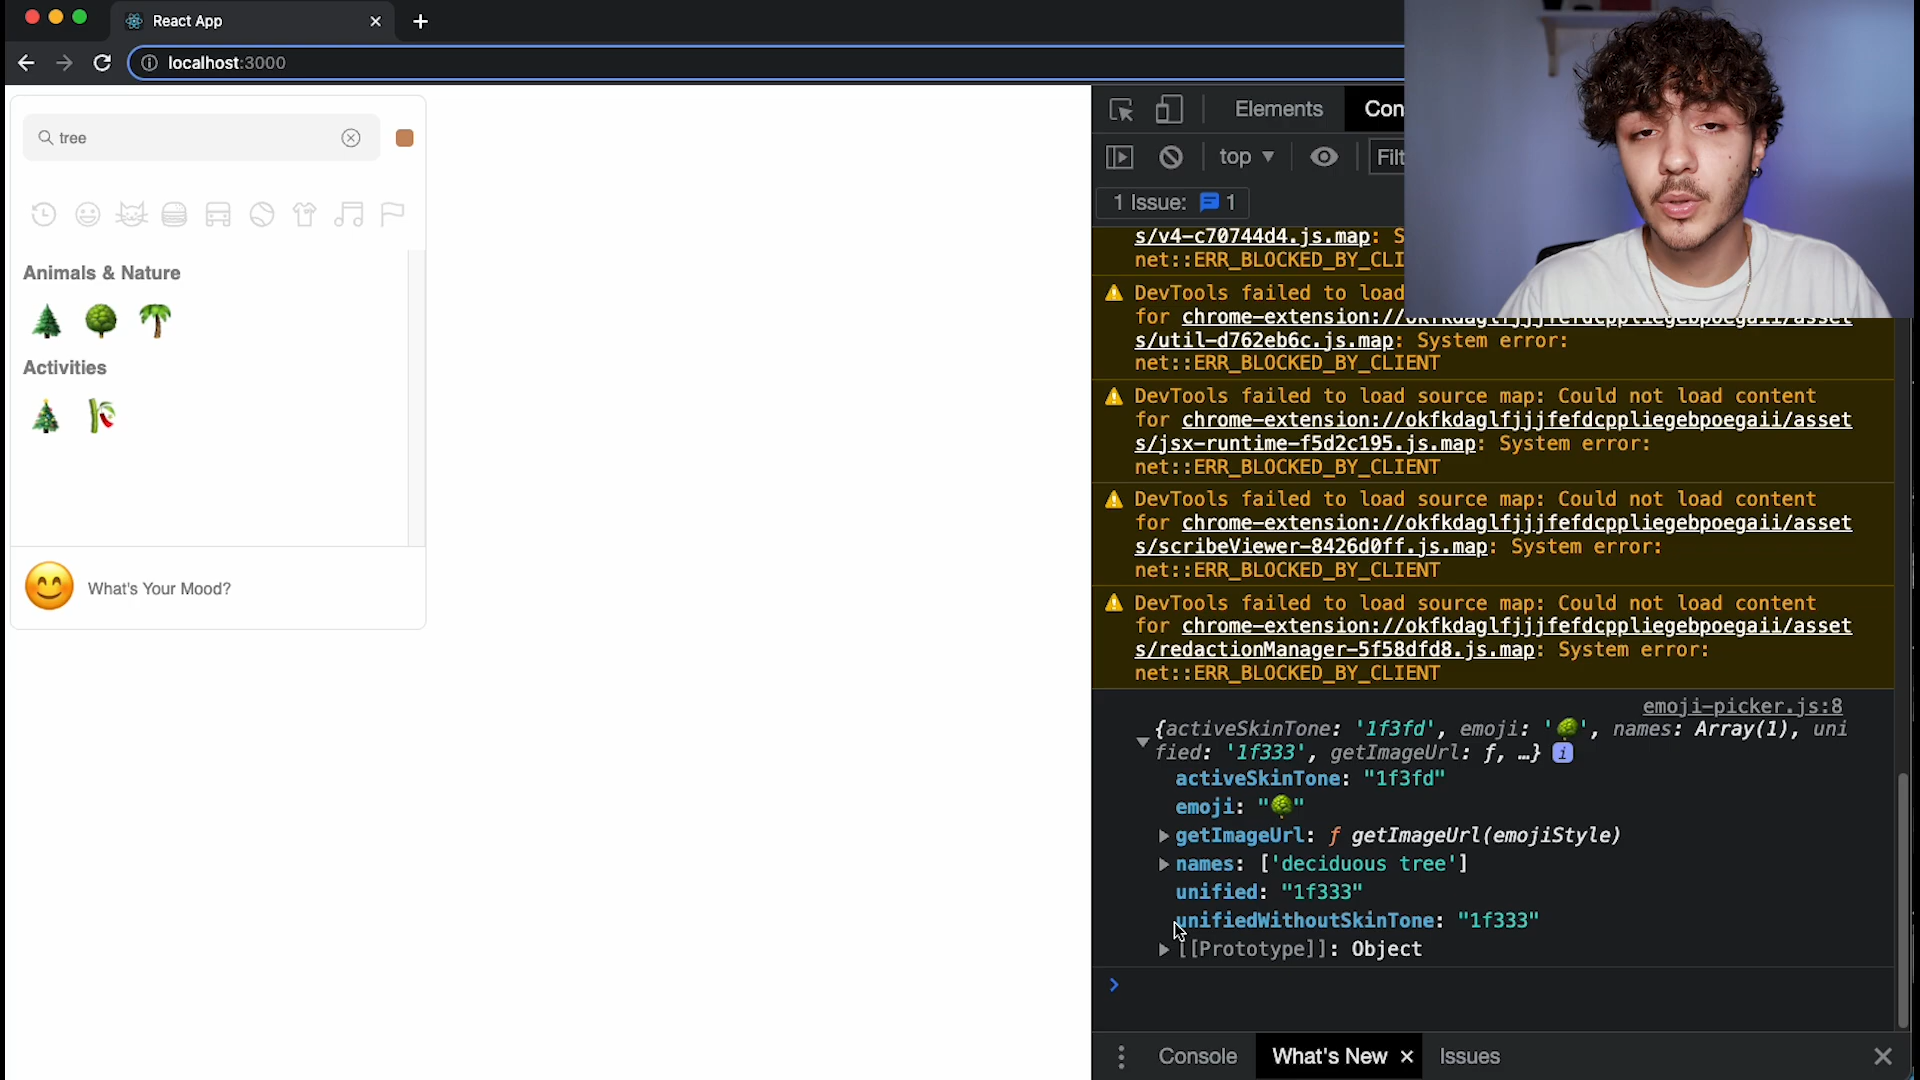 React App
localhost:3000
tree
Animals & Nature
Activities
What's Your Mood?
Elements
Con
top
Filt
1 Issue: 1
s/v4-c70744d4.js.map: S
net::ERR_BLOCKED_BY_CLI
DevTools failed to load
for chrome-extension://okfkdaglfjjjfefdcppliegebpoegaii/asset
s/util-d762eb6c.js.map: System error:
net::ERR_BLOCKED_BY_CLIENT
DevTools failed to load source map: Could not load content
for chrome-extension://okfkdaglfjjjfefdcppliegebpoegaii/asset
s/jsx-runtime-f5d2c195.js.map: System error:
net::ERR_BLOCKED_BY_CLIENT
DevTools failed to load source map: Could not load content
for chrome-extension://okfkdaglfjjjfefdcppliegebpoegaii/asset
s/scribeViewer-8426d0ff.js.map: System error:
net::ERR_BLOCKED_BY_CLIENT
DevTools failed to load source map: Could not load content
for chrome-extension://okfkdaglfjjjfefdcppliegebpoegaii/asset
s/redactionManager-5f58dfd8.js.map: System error:
net::ERR_BLOCKED_BY_CLIENT
emoji-picker.js:8
{activeSkinTone: '1f3fd', emoji: '🌳', names: Array(1), uni
fied: '1f333', getImageUrl: ƒ, …} i
activeSkinTone: "1f3fd"
emoji: "🌳"
getImageUrl: ƒ getImageUrl(emojiStyle)
names: ['deciduous tree']
unified: "1f333"
unifiedWithoutSkinTone: "1f333"
[[Prototype]]: Object
Console
What's New
Issues